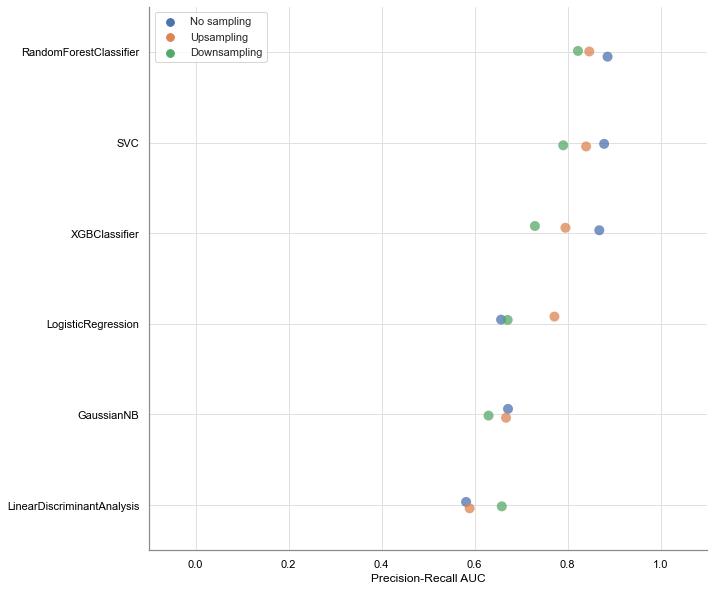 No sampling
Upsampling
Downsampling
RandomForestClassifier
SVC
XGBClassifier
LogisticRegression
GaussianNB
LinearDiscriminantAnalysis
0.0 0.2 0.4 0.6 0.8 1.0
Precision-Recall AUC